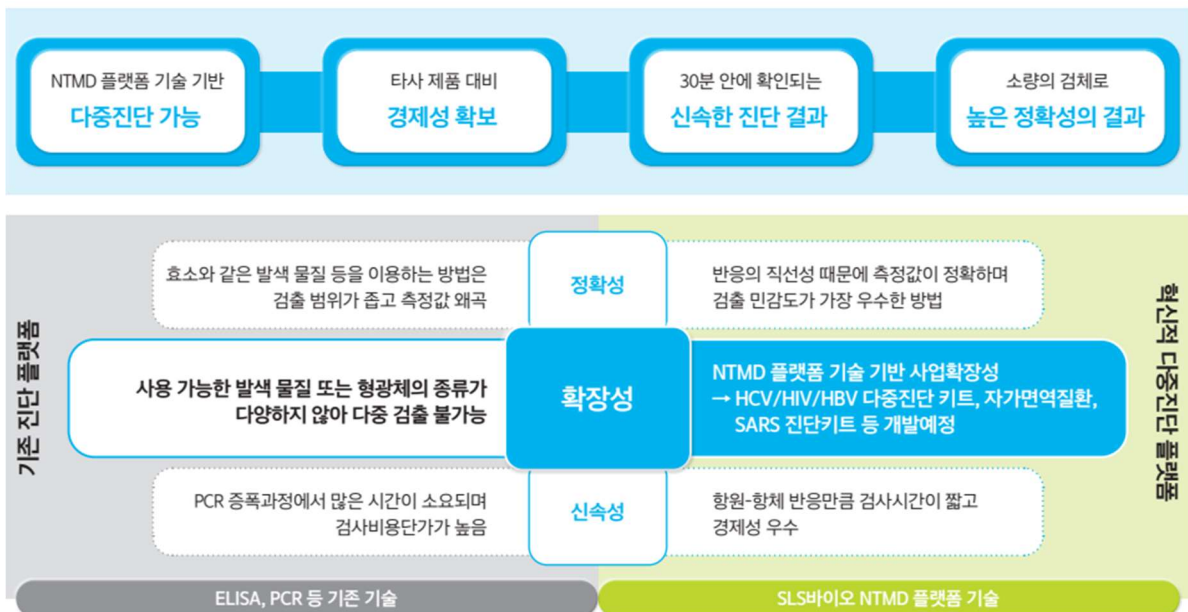 NTMD 플랫폼 기술 기반
다중진단 가능
타사 제품 대비
경제성 확보
30분 안에 확인되는
신속한 진단 결과
소량의 검체로
높은 정확성의 결과
기존 진단 플랫폼
효소와 같은 발색 물질 등을 이용하는 방법은
검출 범위가 좁고 측정값 왜곡
정확성
반응의 직선성 때문에 측정값이 정확하며
검출 민감도가 가장 우수한 방법
사용 가능한 발색 물질 또는 형광체의 종류가
다양하지 않아 다중 검출 불가능
확장성
NTMD 플랫폼 기술 기반 사업확장성
→ HCV/HIV/HBV 다중진단 키트, 자가면역질환,
SARS 진단키트 등 개발예정
PCR 증폭과정에서 많은 시간이 소요되며
검사비용단가가 높음
신속성
항원-항체 반응만큼 검사시간이 짧고
경제성 우수
혁신적 다중진단 플랫폼
ELISA, PCR 등 기존 기술
SLS바이오 NTMD 플랫폼 기술